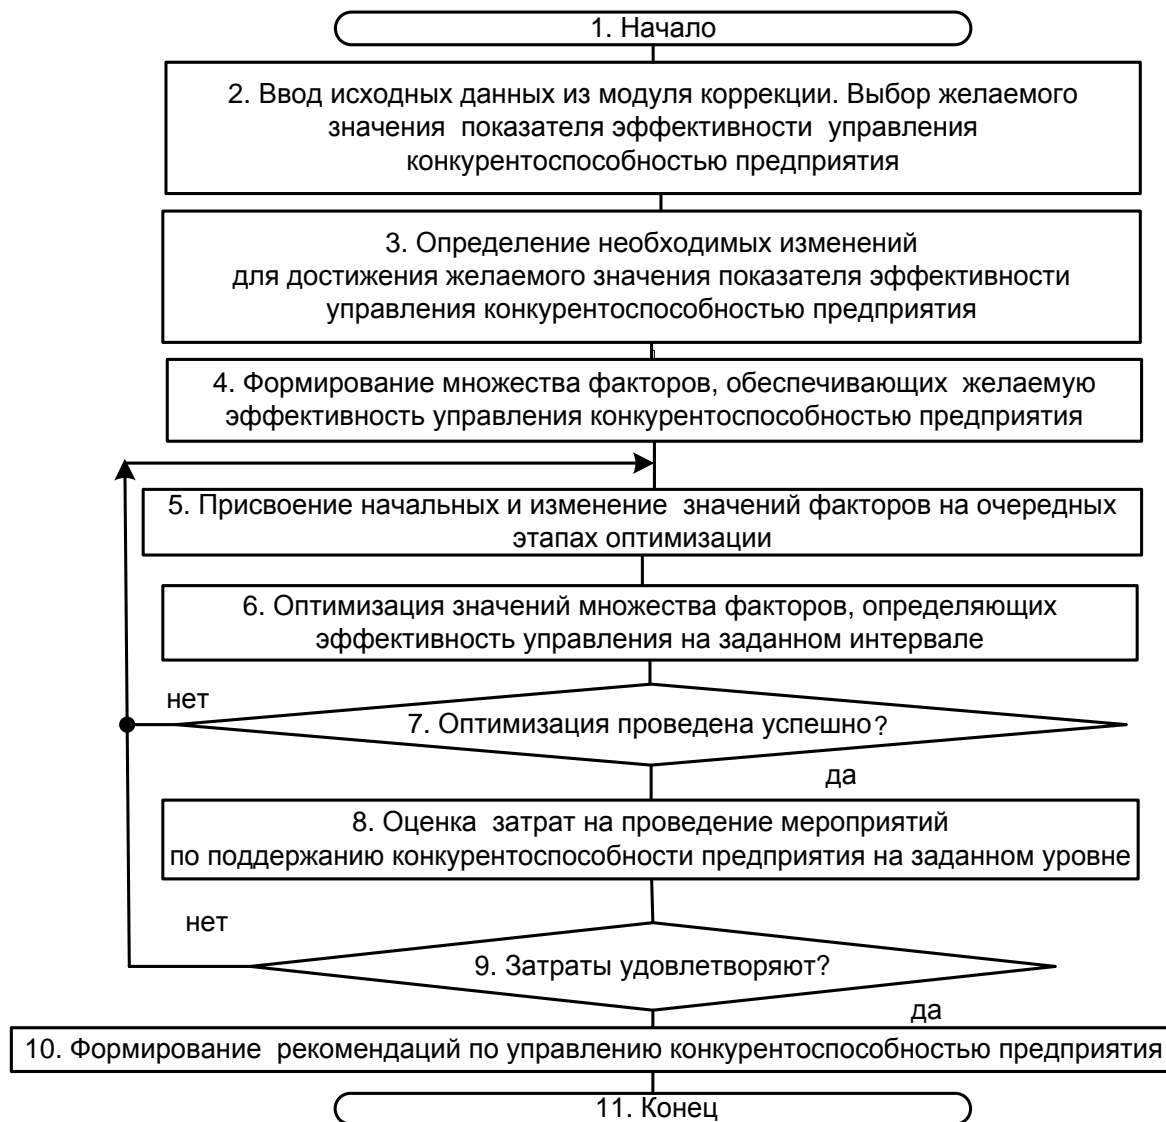 1. Начало
2. Ввод исходных данных из модуля коррекции. Выбор желаемого
значения показателя эффективности управления
конкурентоспособностью предприятия
3. Определение необходимых изменений
для достижения желаемого значения показателя эффективности
управления конкурентоспособностью предприятия
4. Формирование множества факторов, обеспечивающих желаемую
эффективность управления конкурентоспособностью предприятия
5. Присвоение начальных и изменение значений факторов на очередных
этапах оптимизации
6. Оптимизация значений множества факторов, определяющих
эффективность управления на заданном интервале
нет
7. Оптимизация проведена успешно?
да
8. Оценка затрат на проведение мероприятий
по поддержанию конкурентоспособности предприятия на заданном уровне
нет
9. Затраты удовлетворяют?
да
10. Формирование рекомендаций по управлению конкурентоспособностью предприятия
11. Конец